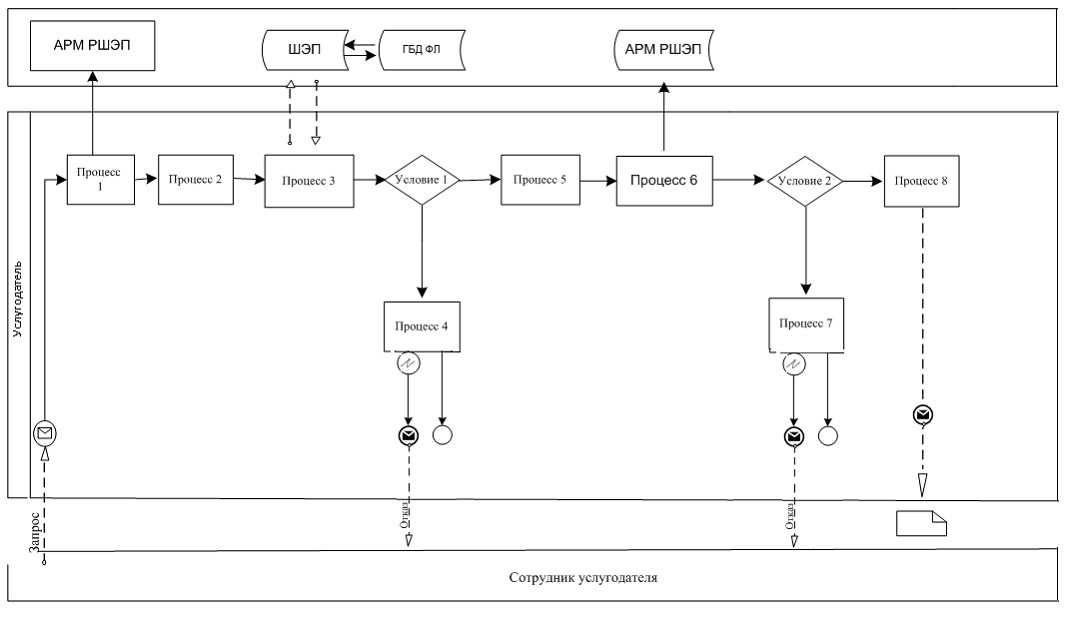 АРМ РШЭП
ШЭП
ГБД ФЛ
АРМ РШЭП
Услугодатель
Процесс
1
Процесс 2
Процесс 3
Условие 1
Процесс 5
Процесс 6
Условие 2
Процесс 8
Процесс 4
Процесс 7
Запрос
Отказ
Отказ
Сотрудник услугодателя